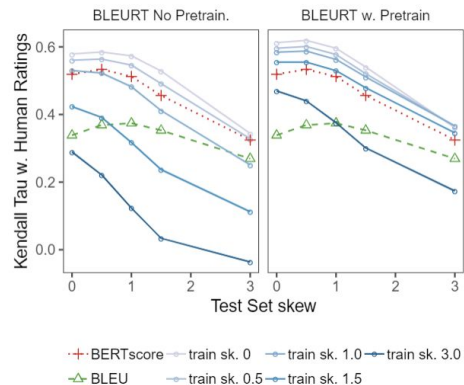 BLEURT No Pretrain.
BLEURT w. Pretrain
Kendall Tau w. Human Ratings
0.6
0.4
0.2
0.0
0 1 2 3
0 1 2 3
Test Set skew
BERTscore train sk. 0 train sk. 1.0 train sk. 3.0
BLEU train sk. 0.5 train sk. 1.5